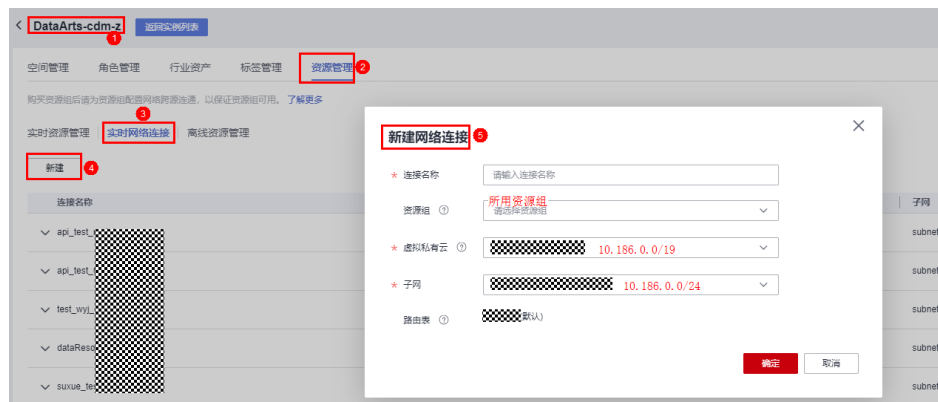 DataArts-cdm-z 返回实例列表
1
空间管理 角色管理 行业资产 标签管理 资源管理 2
购买资源组后请为资源组配置网络跨源连通，以保证资源组可用。了解更多
3
实时资源管理 实时网络连接 离线资源管理
新建 4
连接名称 子网
api_test_ subnet
api_test_ subnet
test_wyj_ subnet
dataReso subnet
suxue_te subnet
新建网络连接 5
* 连接名称 请输入连接名称
所用资源组
资源组 请选择资源组
* 虚拟私有云 10.186.0.0/19
* 子网 10.186.0.0/24
路由表 默认)
确定 取消